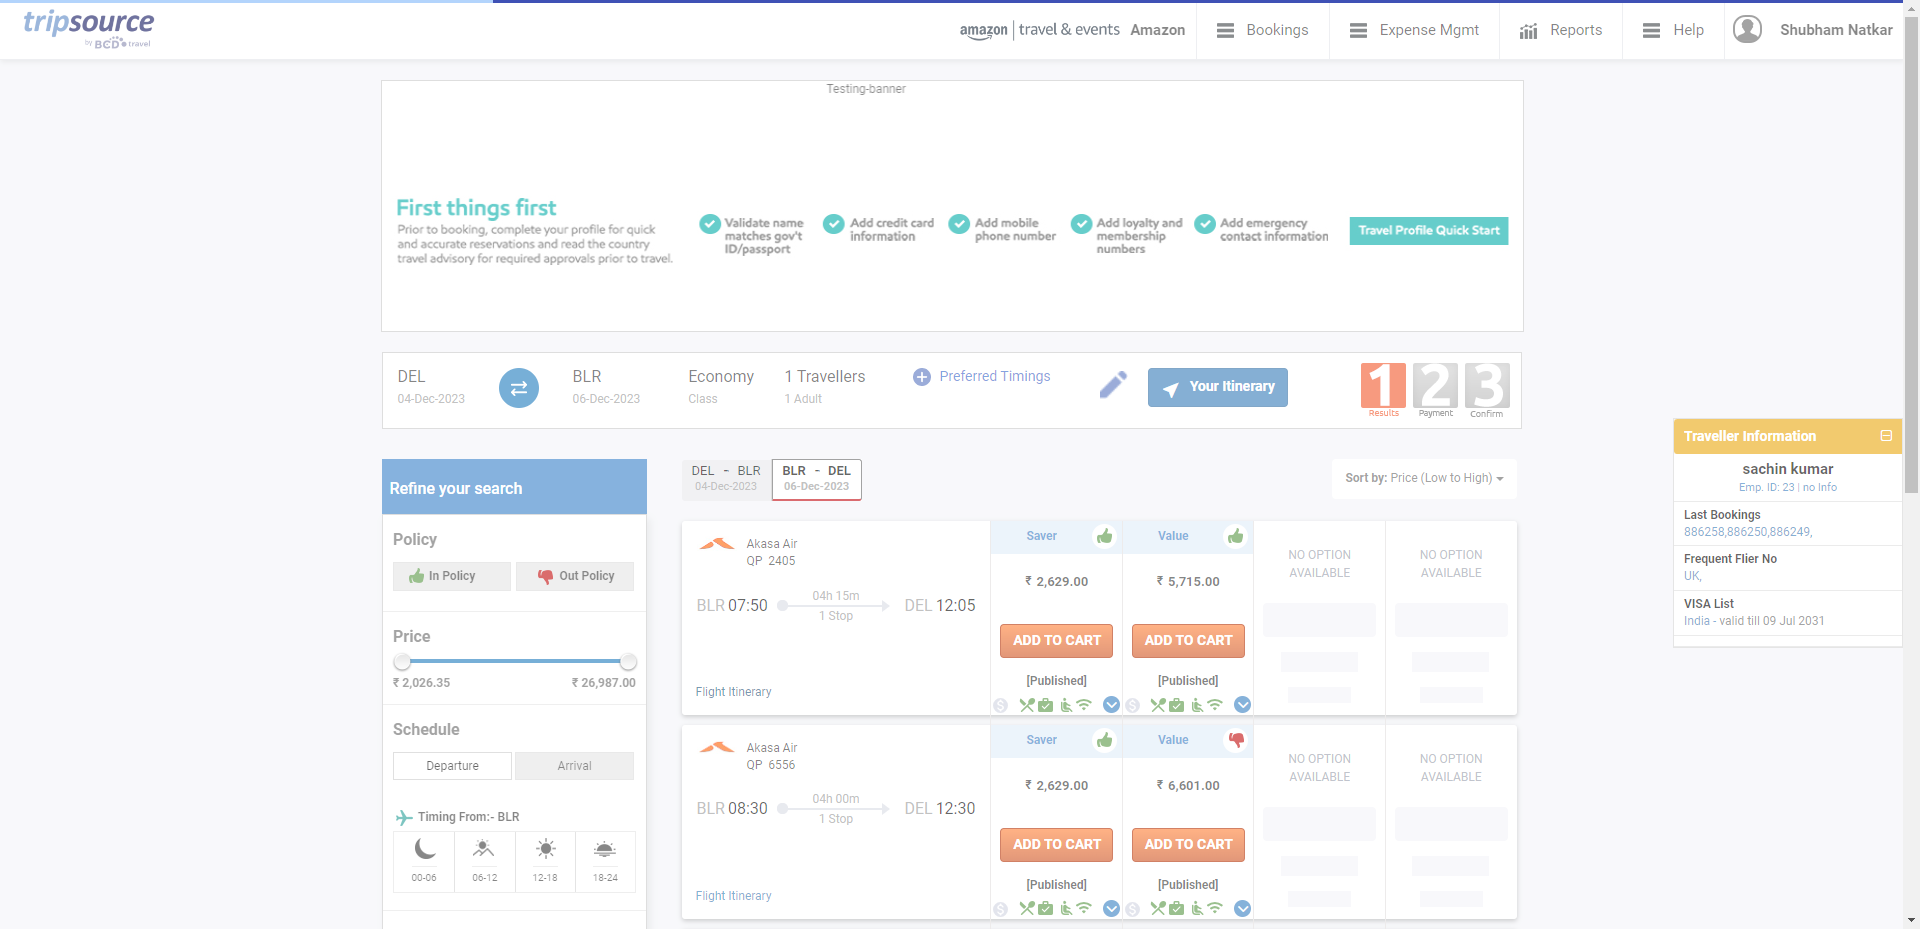 tripsource
by BCD travel
amazon travel & events Amazon
Bookings
Expense Mgmt
Reports
Help
Shubham Natkar
Testing-banner
First things first
Prior to booking, complete your profile for quick
and accurate reservations and read the country
travel advisory for required approvals prior to travel.
Validate name
matches gov't
ID/passport
Add credit card
information
Add mobile
phone number
Add loyalty and
membership
numbers
Add emergency
contact information
Travel Profile Quick Start
DEL
04-Dec-2023
BLR
06-Dec-2023
Economy
Class
1 Travellers
1 Adult
Preferred Timings
Your Itinerary
1 2 3
Results Payment Confirm
Traveller Information
sachin kumar
Emp. ID: 23 | no Info
Last Bookings
886258,886250,886249,
Frequent Flier No
UK,
VISA List
India - valid till 09 Jul 2031
Refine your search
Policy
In Policy
Out Policy
Price
₹ 2,026.35
₹ 26,987.00
Schedule
Departure
Arrival
Timing From:- BLR
00-06
06-12
12-18
18-24
DEL - BLR
04-Dec-2023
BLR - DEL
06-Dec-2023
Sort by: Price (Low to High)
Akasa Air
QP 2405
BLR 07:50
04h 15m
1 Stop
DEL 12:05
Flight Itinerary
Saver
₹ 2,629.00
ADD TO CART
[Published]
Value
₹ 5,715.00
ADD TO CART
[Published]
NO OPTION
AVAILABLE
NO OPTION
AVAILABLE
Akasa Air
QP 6556
BLR 08:30
04h 00m
1 Stop
DEL 12:30
Flight Itinerary
Saver
₹ 2,629.00
ADD TO CART
[Published]
Value
₹ 6,601.00
ADD TO CART
[Published]
NO OPTION
AVAILABLE
NO OPTION
AVAILABLE